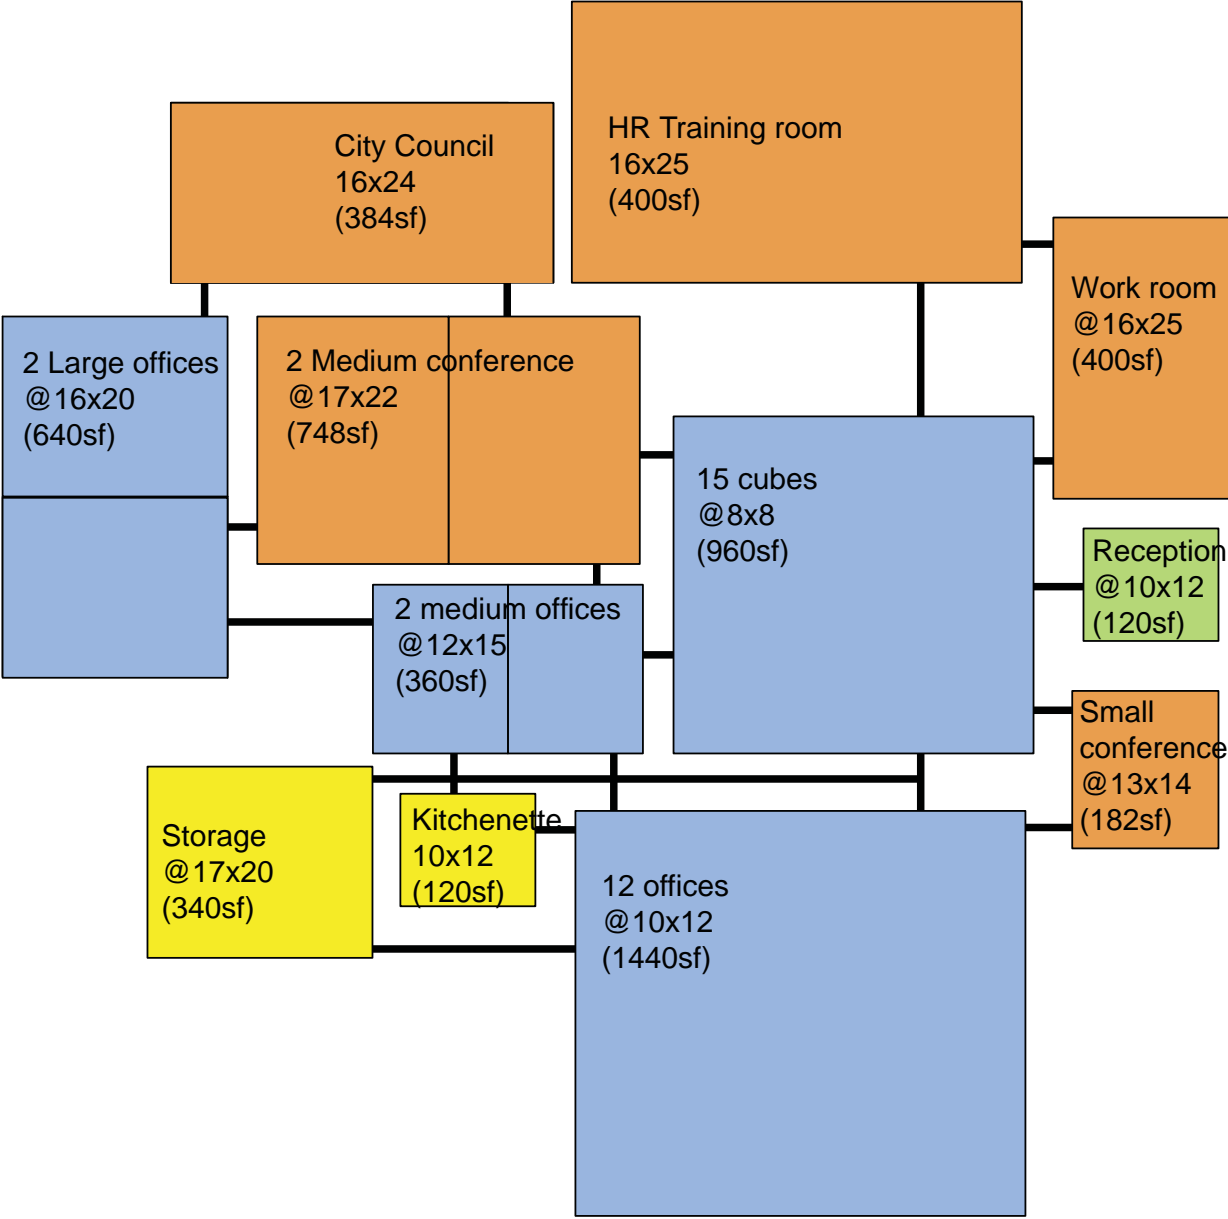 City Council
16x24
(384sf)
HR Training room
16x25
(400sf)
Work room
@16x25
(400sf)
2 Large offices
@16x20
(640sf)
2 Medium conference
@17x22
(748sf)
15 cubes
@8x8
(960sf)
Reception
@10x12
(120sf)
2 medium offices
@12x15
(360sf)
Small
conference
@13x14
(182sf)
Storage
@17x20
(340sf)
Kitchenette
10x12
(120sf)
12 offices
@10x12
(1440sf)